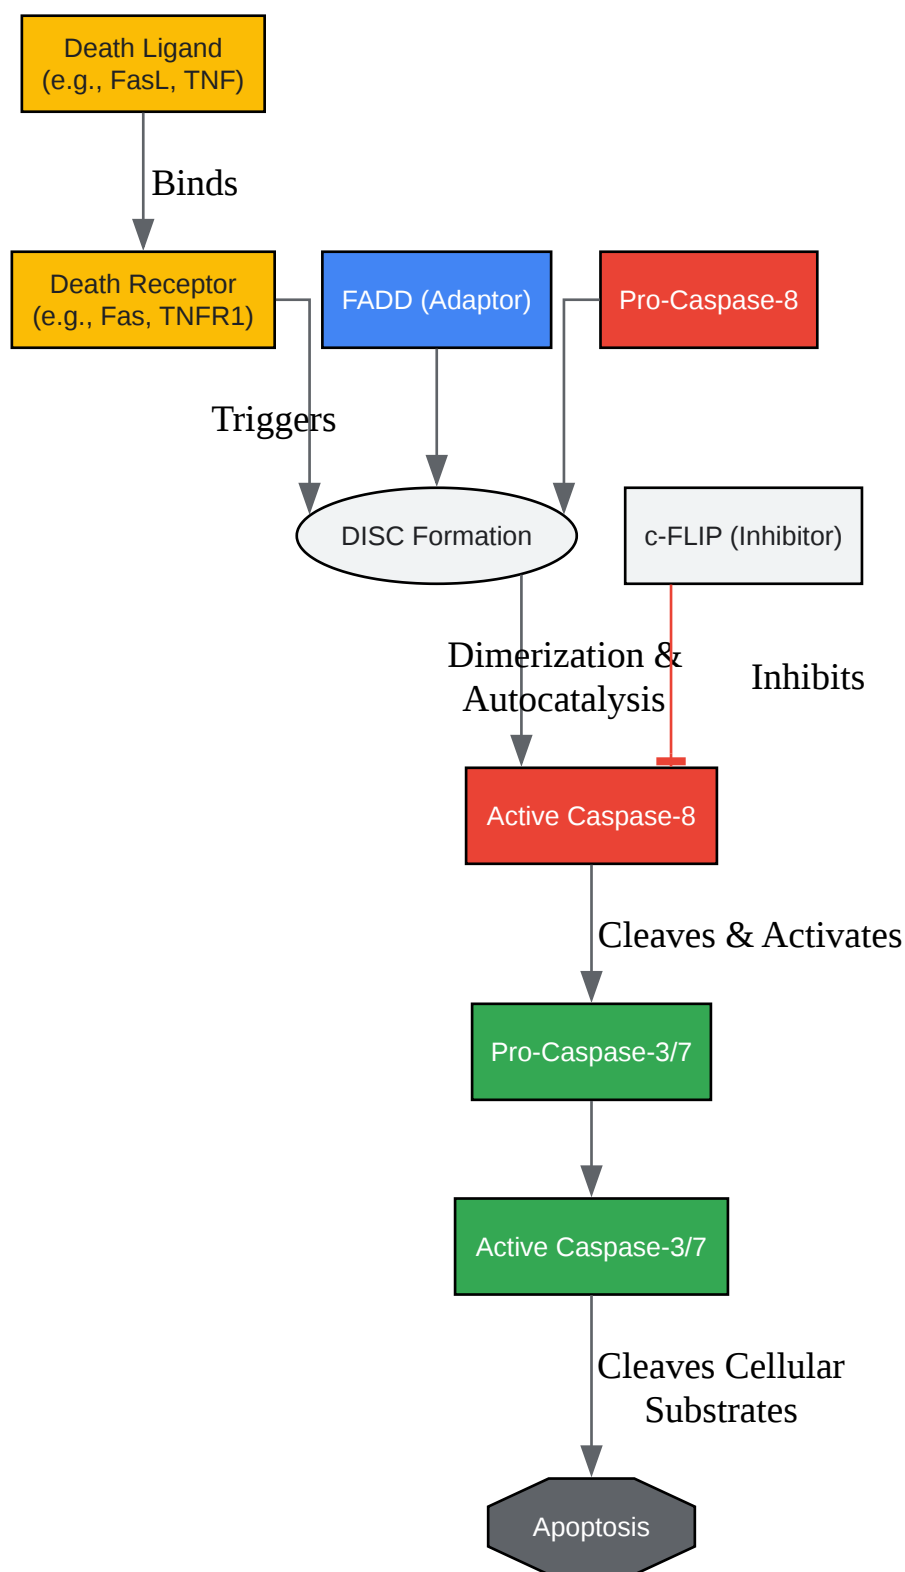 Death Ligand
(e.g., FasL, TNF)
Binds
Death Receptor
(e.g., Fas, TNFR1)
FADD (Adaptor)
Pro-Caspase-8
Triggers
DISC Formation
c-FLIP (Inhibitor)
Dimerization &
Autocatalysis
Inhibits
Active Caspase-8
Cleaves & Activates
Pro-Caspase-3/7
Active Caspase-3/7
Cleaves Cellular
Substrates
Apoptosis